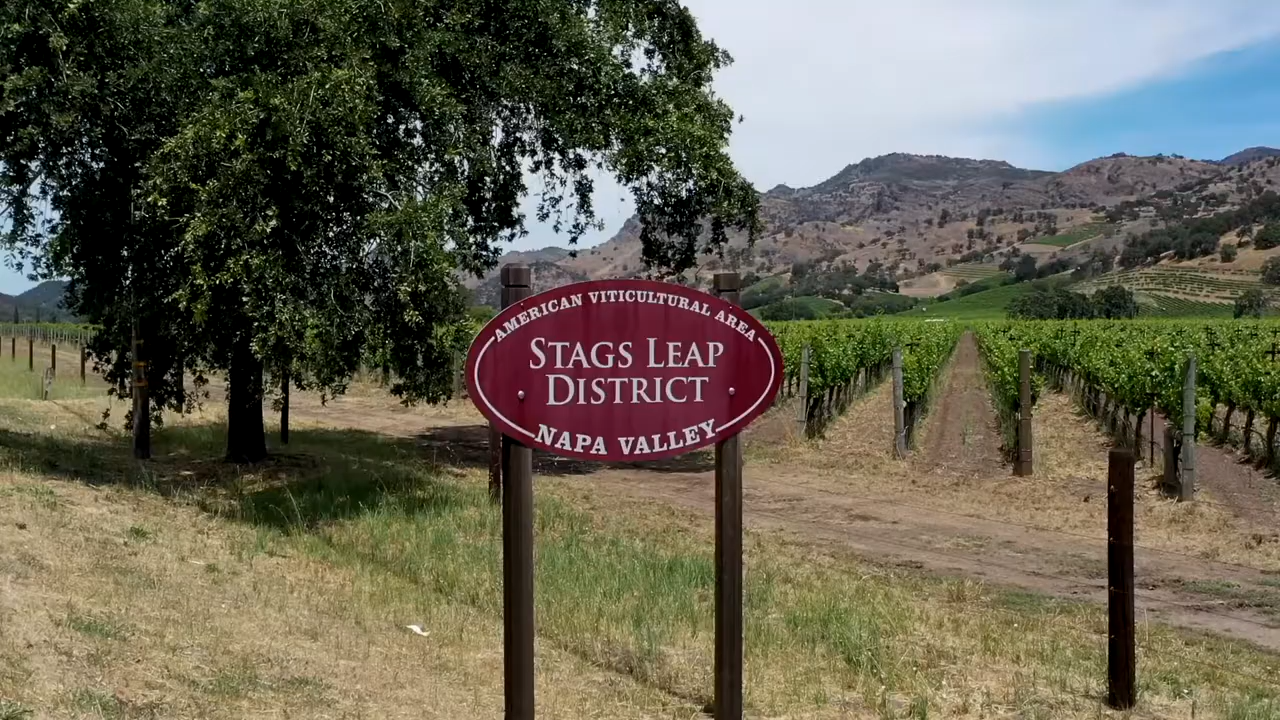 AMERICAN VITICULTURAL AREA
STAGS LEAP
DISTRICT
NAPA VALLEY